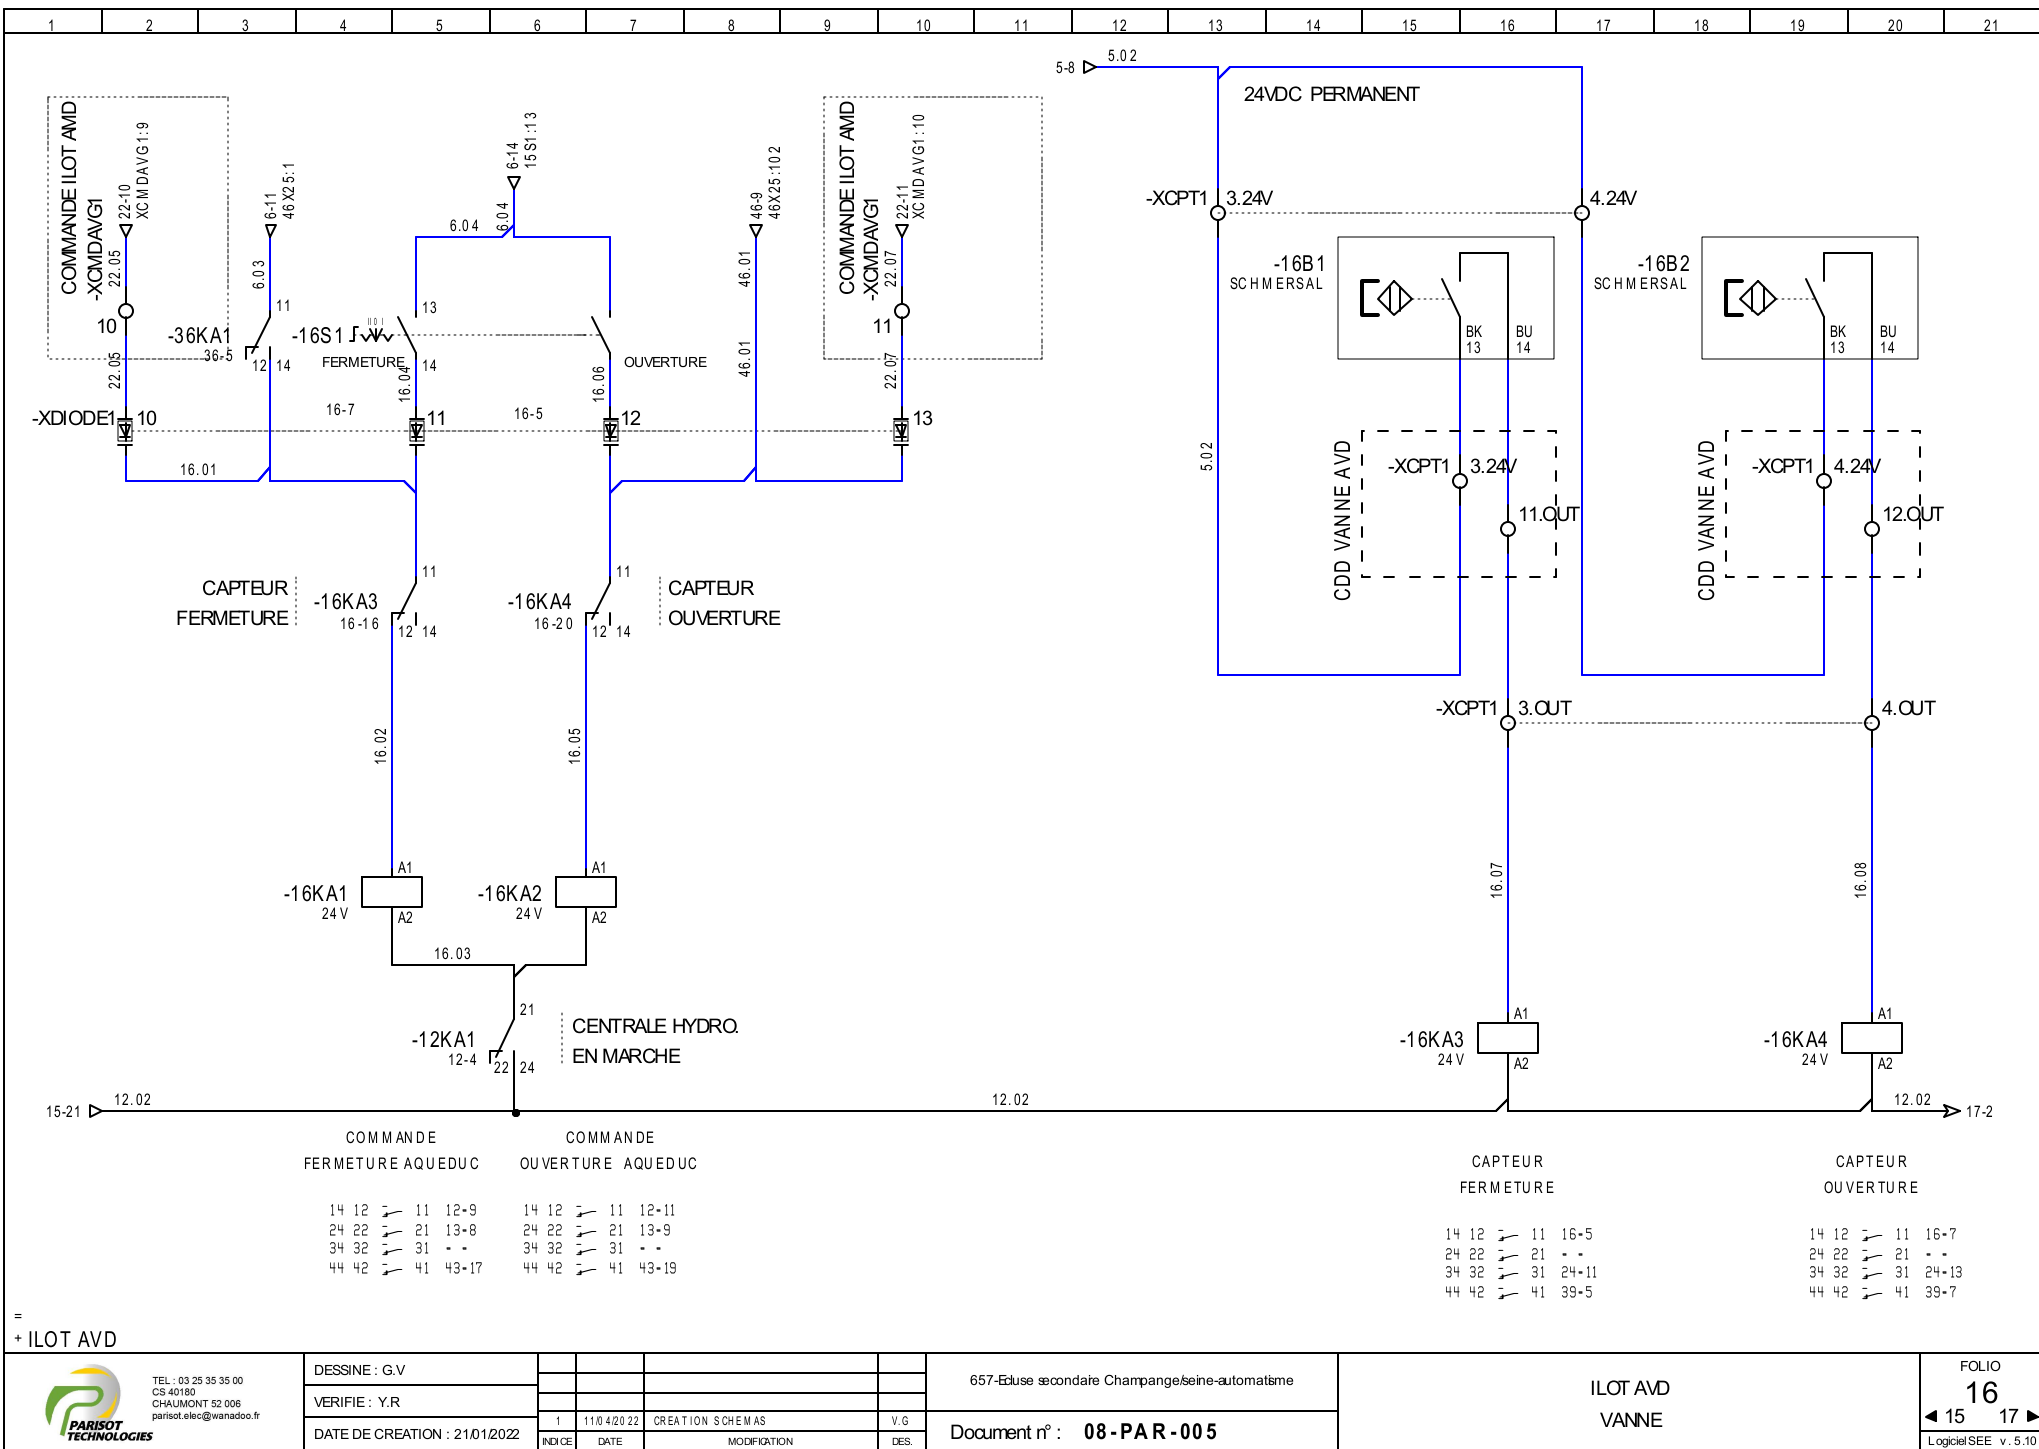 1 2 3 4 5 6 7 8 9 10 11 12 13 14 15 16 17 18 19 20 21
5-8 5.02
24VDC PERMANENT
COMMANDE ILOT AMD
-XCMDAVG1
22-10
XCMDAVG1:9
22.05
10
22.05
6-11
46X25:1
6.03
-36KA1
36-5
11
12 14
6-14
15S1:13
6.04
6.04
-16S1
II 0 I
13
FERMETURE
14
16.04
OUVERTURE
16.06
46-9
46X25:102
46.01
46.01
COMMANDE ILOT AMD
-XCMDAVG1
22-11
XCMDAVG1:10
22.07
11
22.07
-XDIODE1 10
16-7
11
16-5
12
13
16.01
CAPTEUR
FERMETURE
-16KA3
16-16
11
12 14
-16KA4
16-20
11
12 14
CAPTEUR
OUVERTURE
16.02
16.05
-16KA1
24V
A1
A2
-16KA2
24V
A1
A2
16.03
-12KA1
12-4
21
22 24
CENTRALE HYDRO.
EN MARCHE
-XCPT1 3.24V
4.24V
-16B1
SCHMERSAL
BK
13
BU
14
-16B2
SCHMERSAL
BK
13
BU
14
5.02
CDD VANNE AVD
-XCPT1 3.24V
11.OUT
CDD VANNE AVD
-XCPT1 4.24V
12.OUT
-XCPT1 3.OUT
4.OUT
16.07
16.08
-16KA3
24V
A1
A2
-16KA4
24V
A1
A2
15-21 12.02
12.02
12.02 17-2
COMMANDE
FERMETURE AQUEDUC
14 12 11 12-9
24 22 21 13-8
34 32 31 - -
44 42 41 43-17
COMMANDE
OUVERTURE AQUEDUC
14 12 11 12-11
24 22 21 13-9
34 32 31 - -
44 42 41 43-19
CAPTEUR
FERMETURE
14 12 11 16-5
24 22 21 - -
34 32 31 24-11
44 42 41 39-5
CAPTEUR
OUVERTURE
14 12 11 16-7
24 22 21 - -
34 32 31 24-13
44 42 41 39-7
=
+ ILOT AVD
PARISOT
TECHNOLOGIES
TEL : 03 25 35 35 00
CS 40180
CHAUMONT 52 006
parisot.elec@wanadoo.fr
DESSINE : G.V
VERIFIE : Y.R
DATE DE CREATION : 21/01/2022
1 11/04/2022 CREATION SCHEMAS V.G
INDICE DATE MODIFICATION DES.
657-Ecluse secondaire Champange/seine-automatisme
Document n° : 08-PAR-005
ILOT AVD
VANNE
FOLIO
16
15 17
Logiciel SEE v.5.10